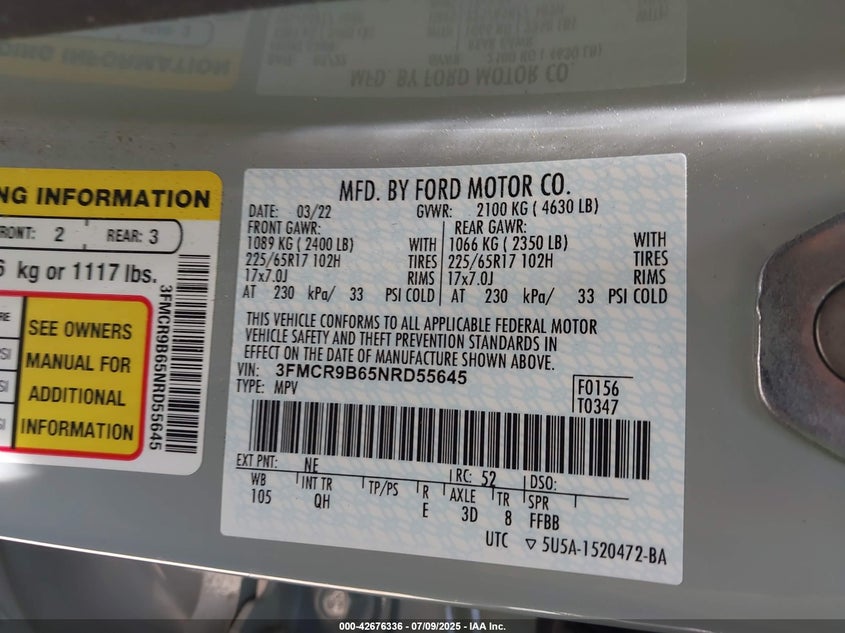 MFD. BY FORD MOTOR CO.
DATE: 03/22 GVWR: 2100 KG ( 4630 LB)
FRONT GAWR: REAR GAWR:
1089 KG ( 2400 LB) WITH 1066 KG ( 2350 LB) WITH
225/65R17 102H TIRES 225/65R17 102H TIRES
17x7.0J RIMS 17x7.0J RIMS
AT 230 kPa/ 33 PSI COLD AT 230 kPa/ 33 PSI COLD
THIS VEHICLE CONFORMS TO ALL APPLICABLE FEDERAL MOTOR
VEHICLE SAFETY AND THEFT PREVENTION STANDARDS IN
EFFECT ON THE DATE OF MANUFACTURE SHOWN ABOVE.
VIN: 3FMCR9B65NRD55645
TYPE: MPV
F0156
T0347
EXT PNT: NE RC: 52 DSO:
WB INT TR TP/PS R AXLE TR SPR
105 QH E 3D 8 FFBB
UTC ▽ 5U5A-1520472-BA
NG INFORMATION
RONT: 2 REAR: 3
kg or 1117 lbs.
3FMCR9B65NRD55645
SEE OWNERS
MANUAL FOR
ADDITIONAL
INFORMATION
000-42676336 - 07/09/2025 - IAA Inc.